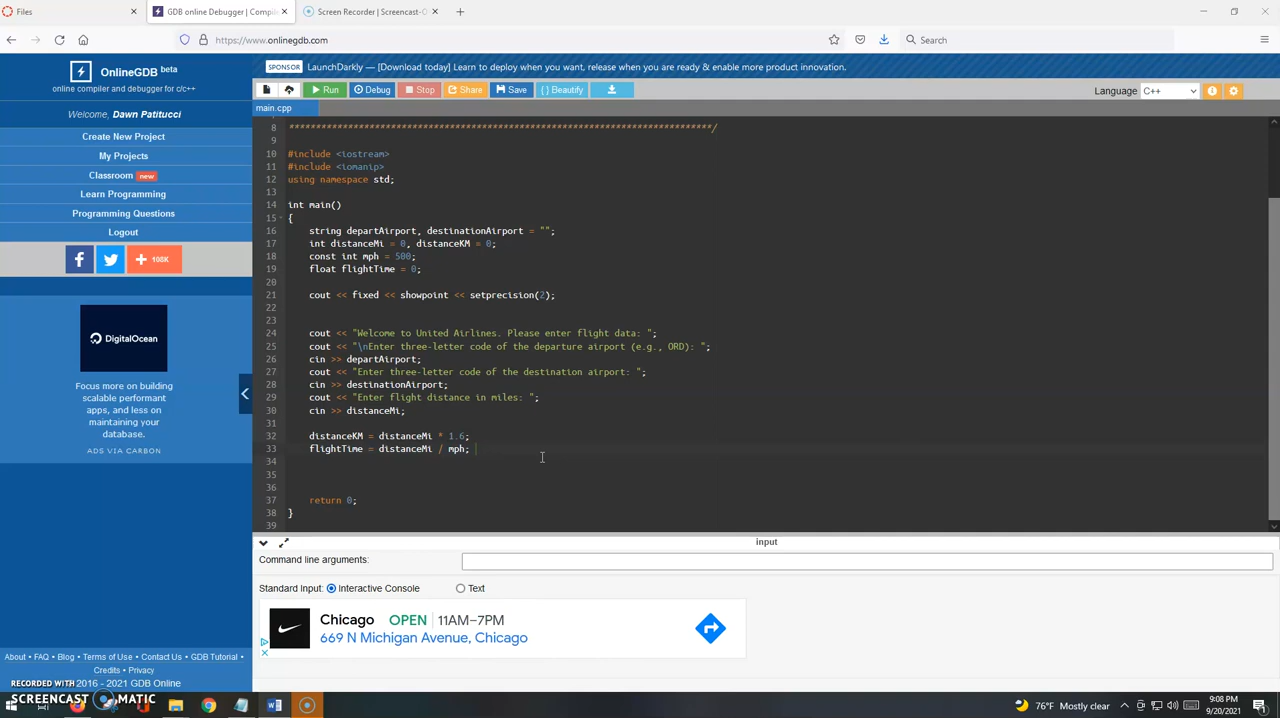 Files
GDB online Debugger | Compiler
Screen Recorder | Screencast-O
https://www.onlinegdb.com
Search
OnlineGDB beta
online compiler and debugger for c/c++
Welcome, Dawn Patitucci
Create New Project
My Projects
Classroom new
Learn Programming
Programming Questions
Logout
108K
DigitalOcean
Focus more on building
scalable performant
apps, and less on
maintaining your
database.
ADS VIA CARBON
About • FAQ • Blog • Terms of Use • Contact Us • GDB Tutorial •
Credits • Privacy
© 2016 - 2021 GDB Online
RECORDED WITH
SCREENCAST MATIC
SPONSOR LaunchDarkly — [Download today] Learn to deploy when you want, release when you are ready & enable more product innovation.
Run Debug Stop Share Save { } Beautify
Language C++
main.cpp
8 ********************************************************************************/
9
10 #include <iostream>
11 #include <iomanip>
12 using namespace std;
13
14 int main()
15 {
16 string departAirport, destinationAirport = "";
17 int distanceMi = 0, distanceKM = 0;
18 const int mph = 500;
19 float flightTime = 0;
20
21 cout << fixed << showpoint << setprecision(2);
22
23
24 cout << "Welcome to United Airlines. Please enter flight data: ";
25 cout << "\nEnter three-letter code of the departure airport (e.g., ORD): ";
26 cin >> departAirport;
27 cout << "Enter three-letter code of the destination airport: ";
28 cin >> destinationAirport;
29 cout << "Enter flight distance in miles: ";
30 cin >> distanceMi;
31
32 distanceKM = distanceMi * 1.6;
33 flightTime = distanceMi / mph;
34
35
36
37 return 0;
38 }
39
input
Command line arguments:
Standard Input: Interactive Console Text
Chicago OPEN 11AM–7PM
669 N Michigan Avenue, Chicago
76°F Mostly clear
9:08 PM
9/20/2021